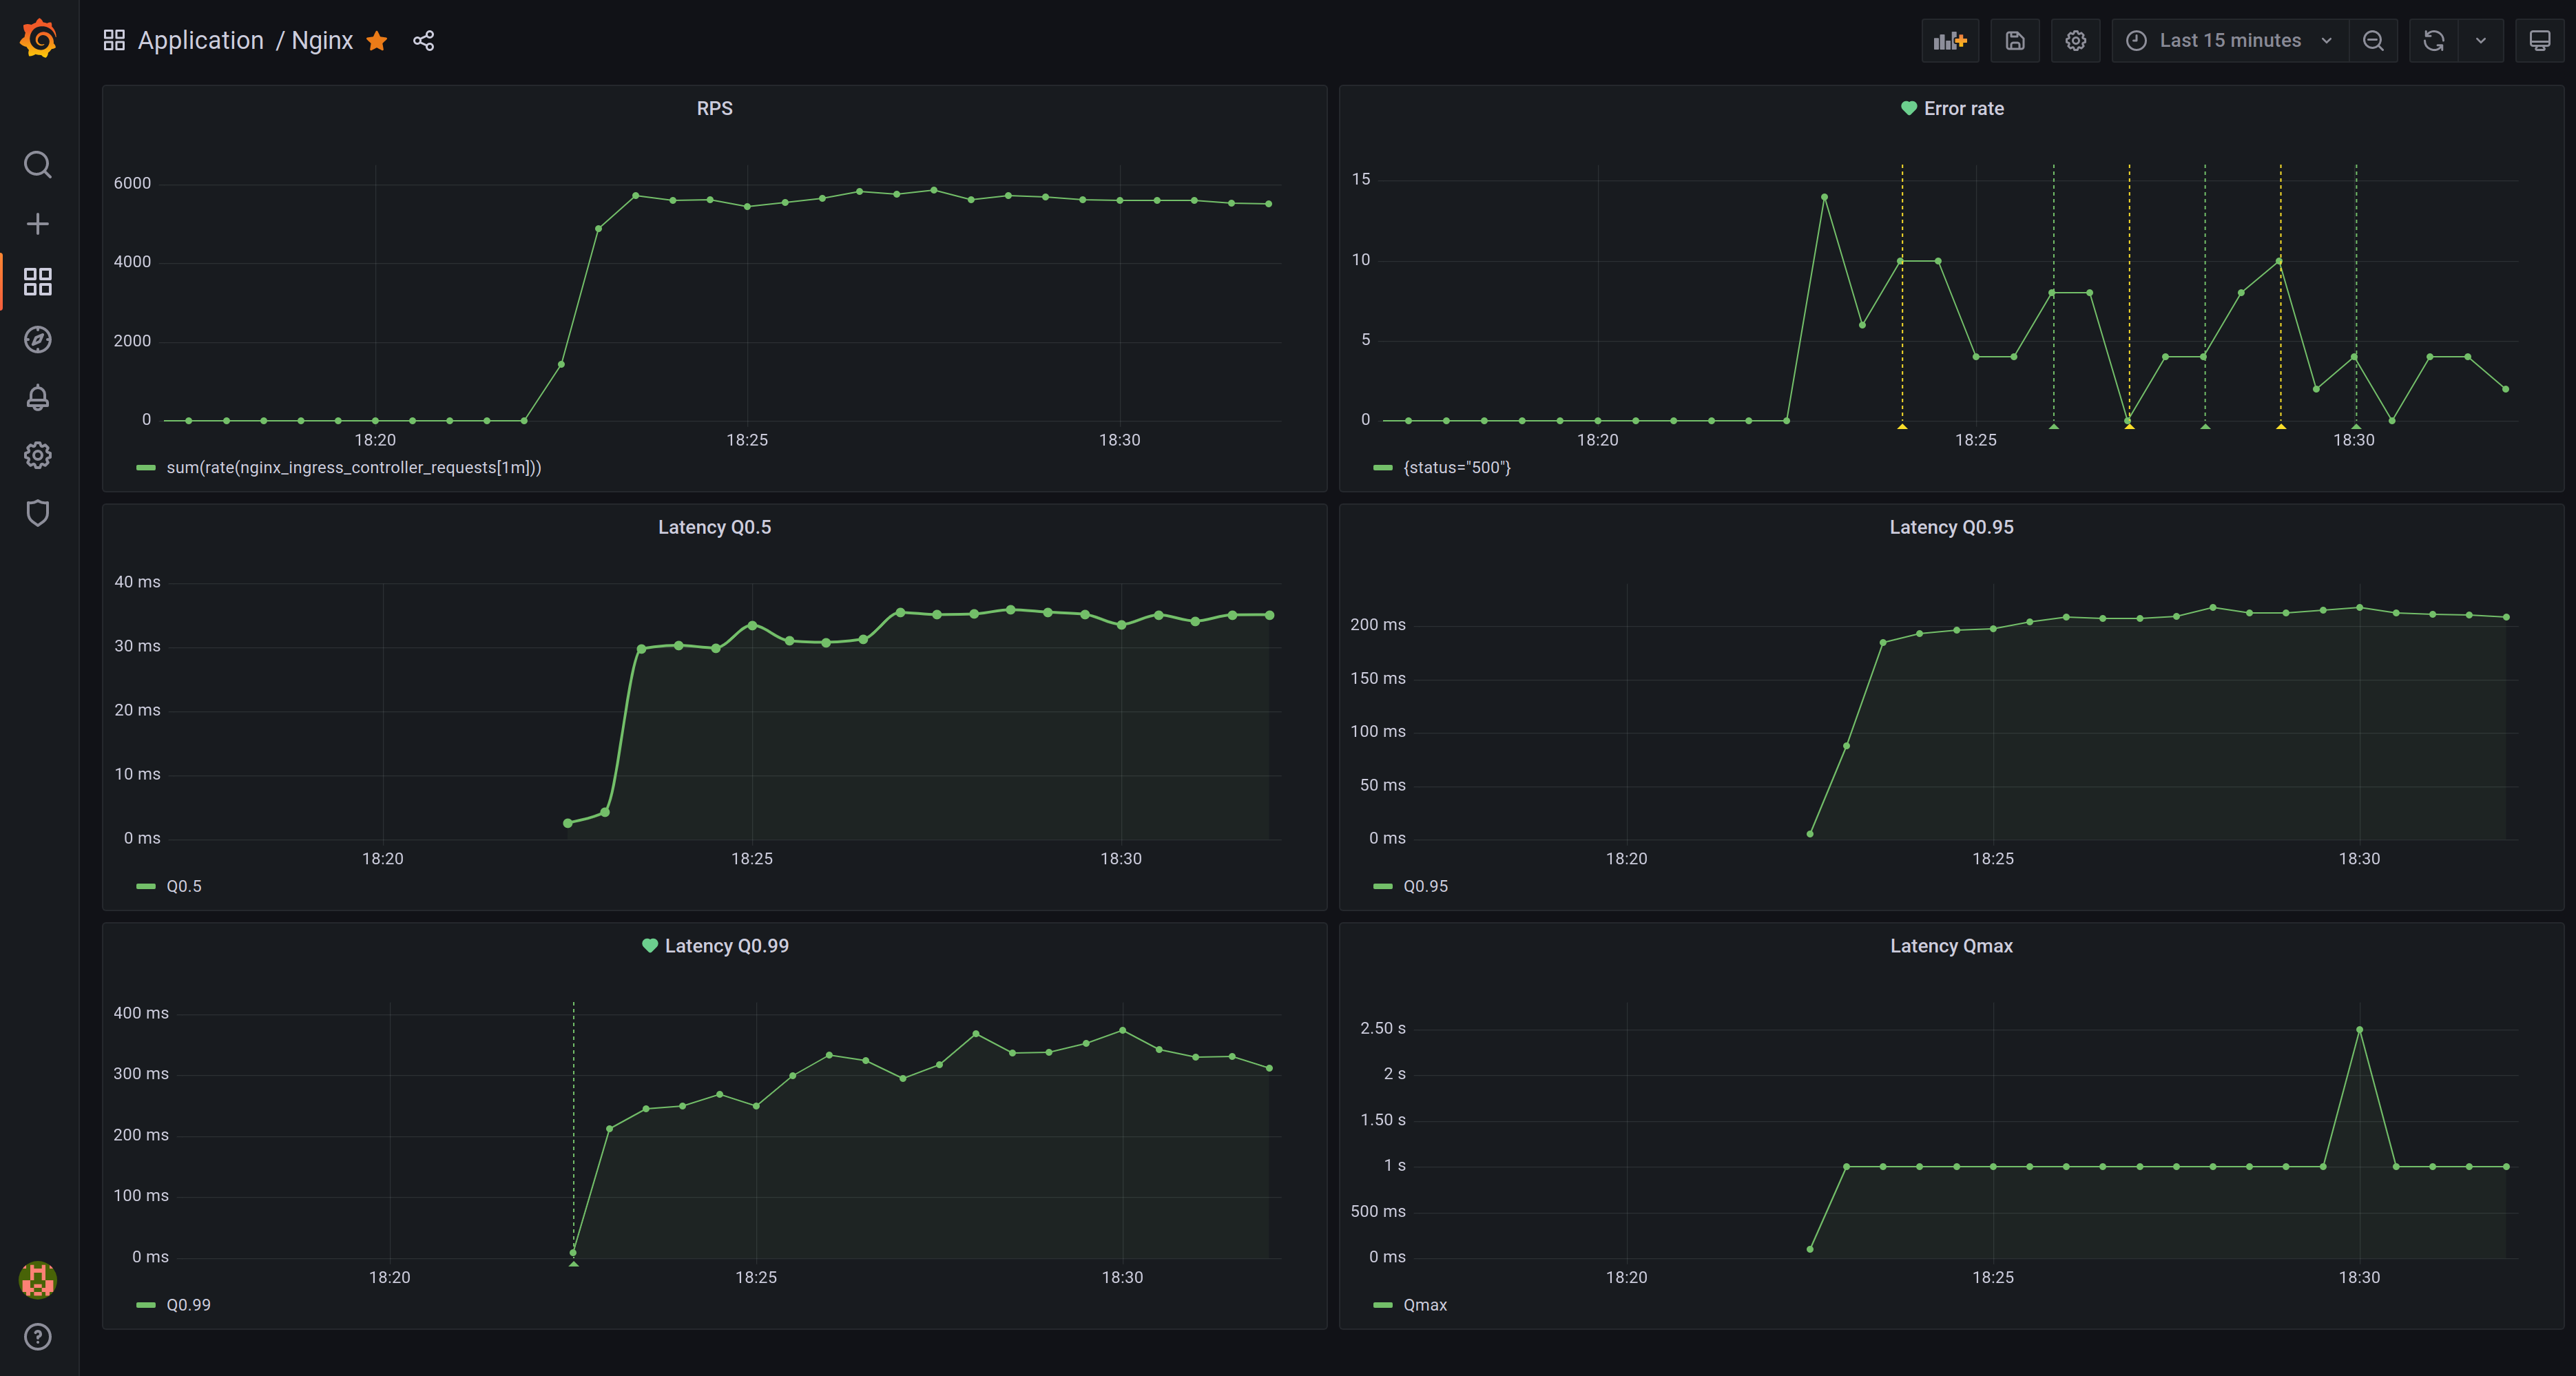 Application / Nginx
Last 15 minutes
RPS
6000
4000
2000
0
18:20 18:25 18:30
sum(rate(nginx_ingress_controller_requests[1m]))
Error rate
15
10
5
0
18:20 18:25 18:30
{status="500"}
Latency Q0.5
40 ms
30 ms
20 ms
10 ms
0 ms
18:20 18:25 18:30
Q0.5
Latency Q0.95
200 ms
150 ms
100 ms
50 ms
0 ms
18:20 18:25 18:30
Q0.95
Latency Q0.99
400 ms
300 ms
200 ms
100 ms
0 ms
18:20 18:25 18:30
Q0.99
Latency Qmax
2.50 s
2 s
1.50 s
1 s
500 ms
0 ms
18:20 18:25 18:30
Qmax